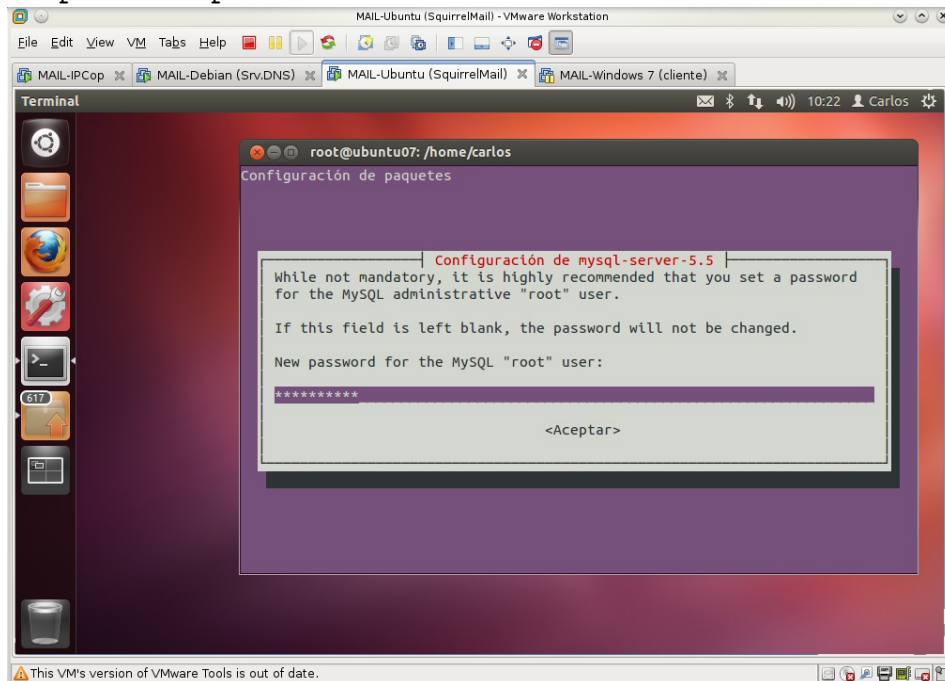 MAIL-Ubuntu (SquirrelMail) - VMware Workstation
File Edit View VM Tabs Help
MAIL-IPCop MAIL-Debian (Srv.DNS) MAIL-Ubuntu (SquirrelMail) MAIL-Windows 7 (cliente)
Terminal 10:22 Carlos
root@ubuntu07: /home/carlos
Configuración de paquetes
Configuración de mysql-server-5.5
While not mandatory, it is highly recommended that you set a password
for the MySQL administrative "root" user.
If this field is left blank, the password will not be changed.
New password for the MySQL "root" user:
**********
<Aceptar>
617
This VM's version of VMware Tools is out of date.